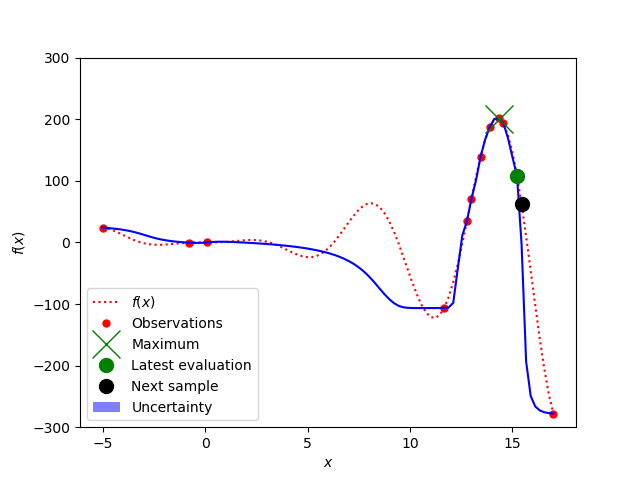 300
200
100
0
−100
−200
−300
f(x)
f(x)
Observations
Maximum
Latest evaluation
Next sample
Uncertainty
−5 0 5 10 15
x